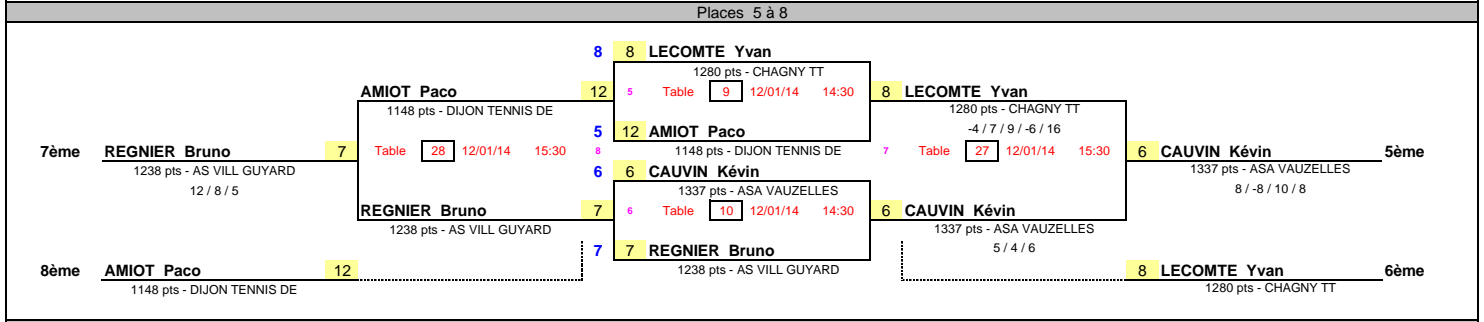 Places 5 à 8
8 8 LECOMTE Yvan
1280 pts - CHAGNY TT
AMIOT Paco 12 5 Table 9 12/01/14 14:30 8 LECOMTE Yvan
1148 pts - DIJON TENNIS DE 1280 pts - CHAGNY TT
5 12 AMIOT Paco -4 / 7 / 9 / -6 / 16
7ème REGNIER Bruno 7 Table 28 12/01/14 15:30 8 1148 pts - DIJON TENNIS DE 7 Table 27 12/01/14 15:30 6 CAUVIN Kévin 5ème
1238 pts - AS VILL GUYARD 6 6 CAUVIN Kévin 1337 pts - ASA VAUZELLES
12 / 8 / 5 1337 pts - ASA VAUZELLES 8 / -8 / 10 / 8
REGNIER Bruno 7 6 Table 10 12/01/14 14:30 6 CAUVIN Kévin
1238 pts - AS VILL GUYARD 1337 pts - ASA VAUZELLES
7 7 REGNIER Bruno 5 / 4 / 6
8ème AMIOT Paco 12 1238 pts - AS VILL GUYARD 8 LECOMTE Yvan 6ème
1148 pts - DIJON TENNIS DE 1280 pts - CHAGNY TT